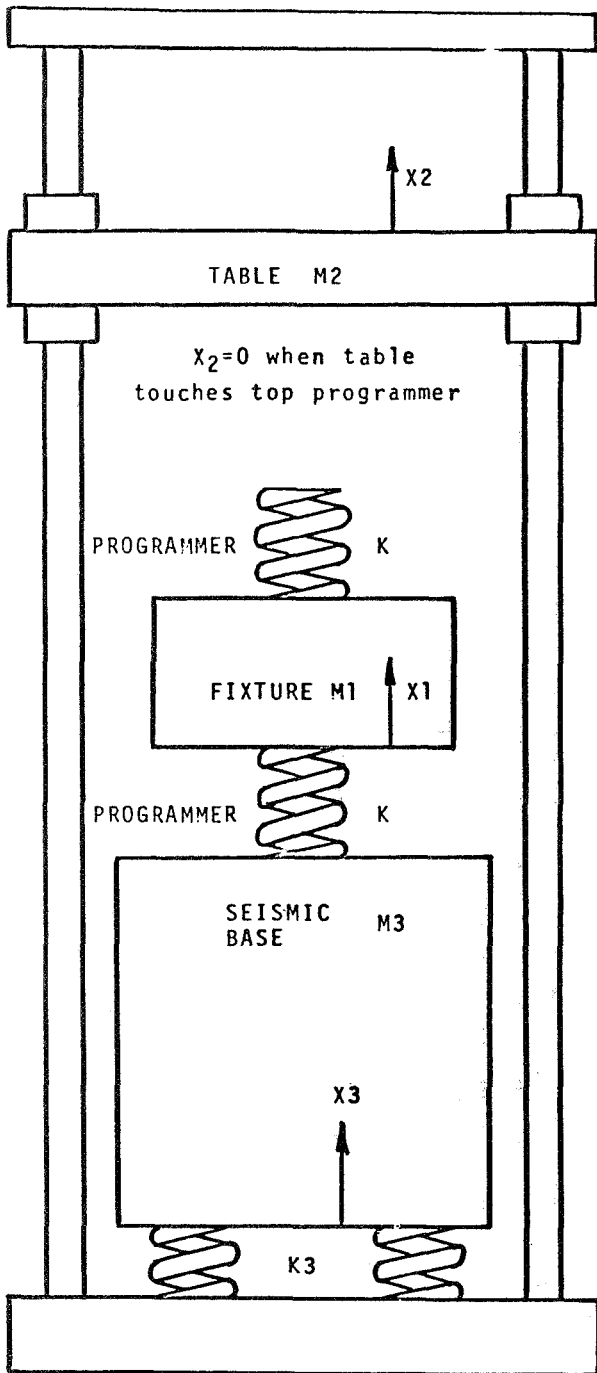 X2
TABLE M2
X₂=0 when table
touches top programmer
PROGRAMMER K
FIXTURE M1 X1
PROGRAMMER K
SEISMIC M3
BASE
X3
K3